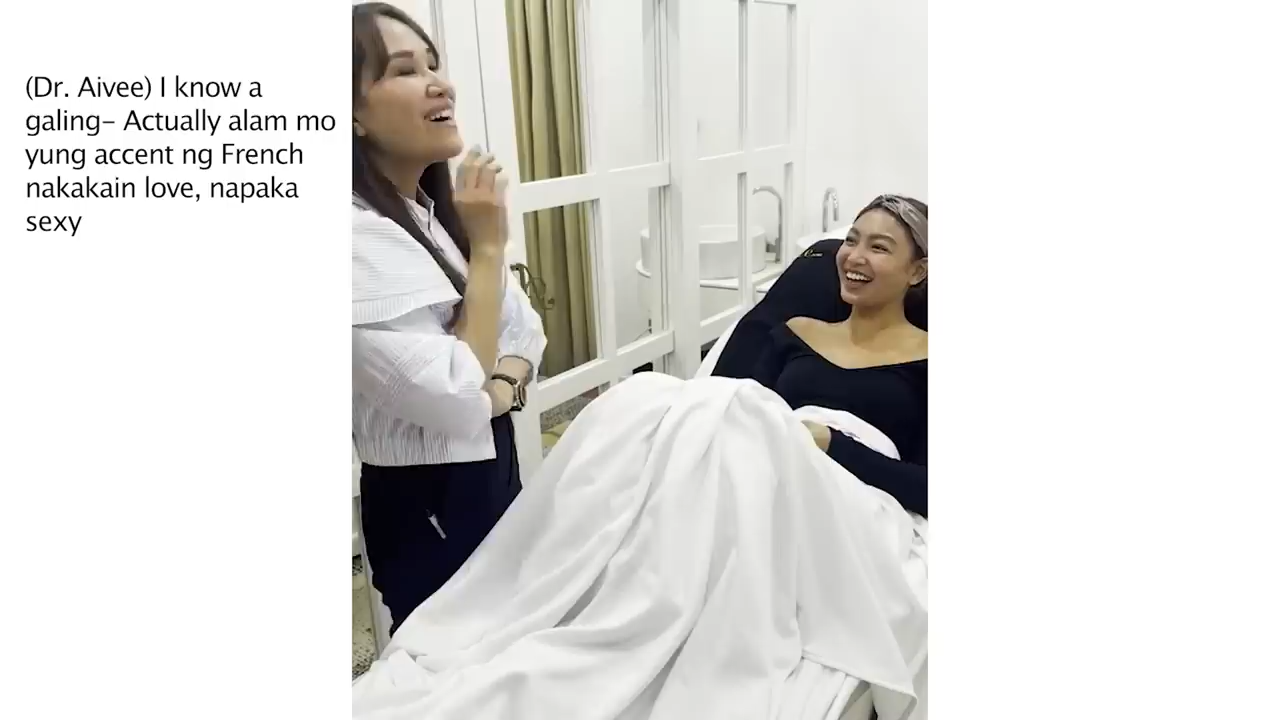 (Dr. Aivee) I know a
galing– Actually alam mo
yung accent ng French
nakakain love, napaka
sexy